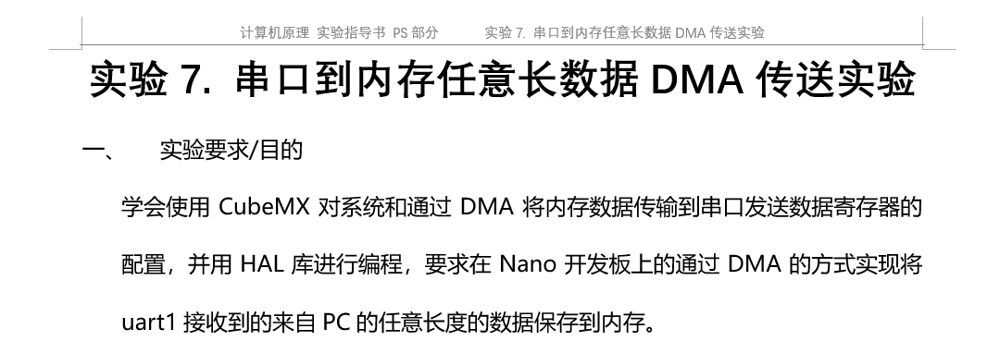 计算机原理 实验指导书 PS 部分 实验 7. 串口到内存任意长数据 DMA 传送实验
实验 7. 串口到内存任意长数据 DMA 传送实验
一、 实验要求/目的
学会使用 CubeMX 对系统和通过 DMA 将内存数据传输到串口发送数据寄存器的
配置，并用 HAL 库进行编程，要求在 Nano 开发板上的通过 DMA 的方式实现将
uart1 接收到的来自 PC 的任意长度的数据保存到内存。